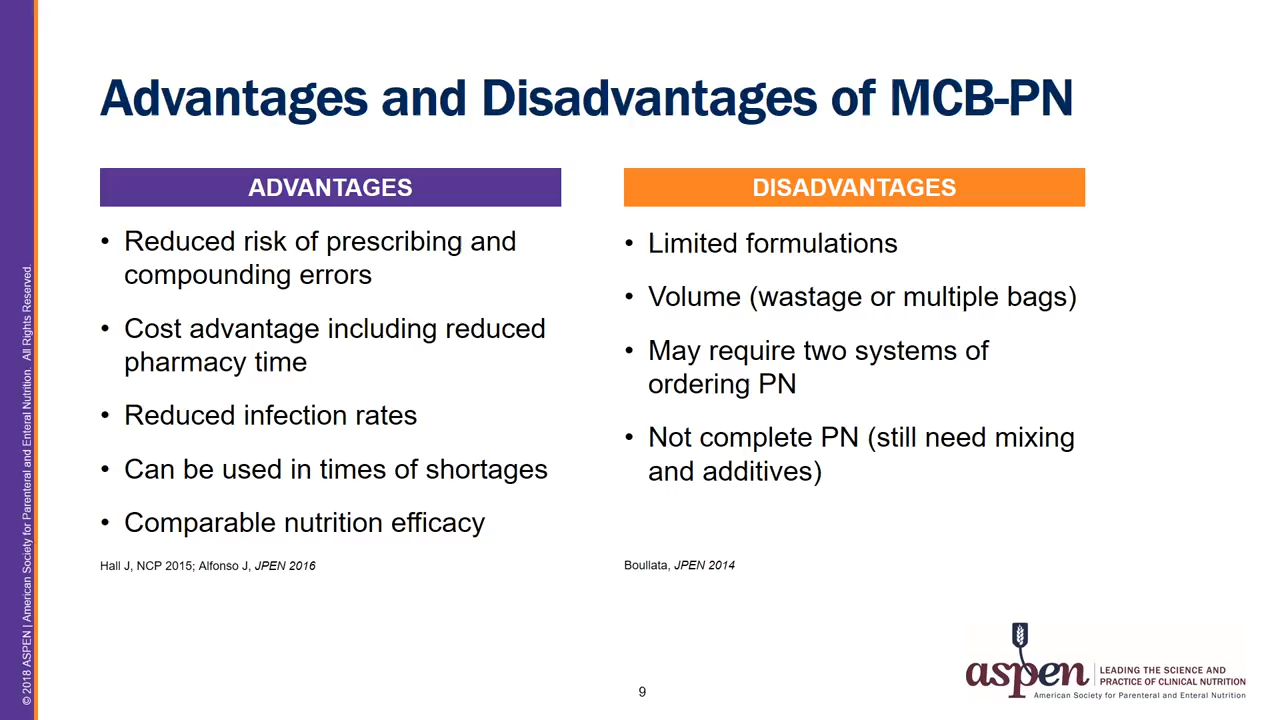 Advantages and Disadvantages of MCB-PN
ADVANTAGES
• Reduced risk of prescribing and
compounding errors
• Cost advantage including reduced
pharmacy time
• Reduced infection rates
• Can be used in times of shortages
• Comparable nutrition efficacy
Hall J, NCP 2015; Alfonso J, JPEN 2016
DISADVANTAGES
• Limited formulations
• Volume (wastage or multiple bags)
• May require two systems of
ordering PN
• Not complete PN (still need mixing
and additives)
Boullata, JPEN 2014
© 2018 ASPEN | American Society for Parenteral and Enteral Nutrition. All Rights Reserved.
9
aspen
LEADING THE SCIENCE AND
PRACTICE OF CLINICAL NUTRITION
American Society for Parenteral and Enteral Nutrition